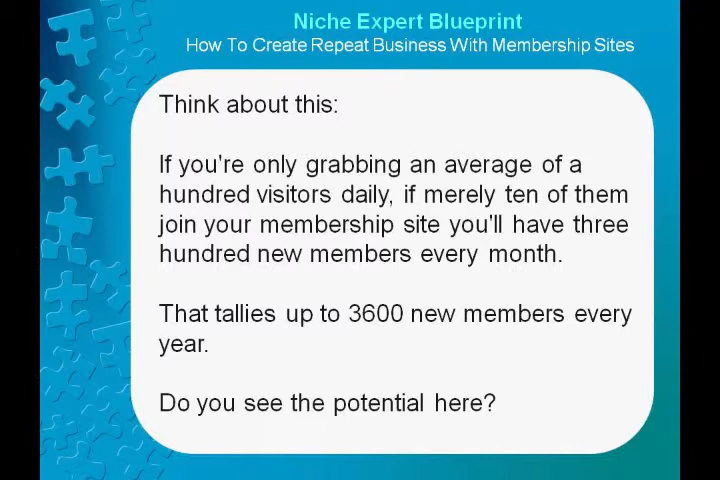 Niche Expert Blueprint
How To Create Repeat Business With Membership Sites
Think about this:
If you're only grabbing an average of a
hundred visitors daily, if merely ten of them
join your membership site you'll have three
hundred new members every month.
That tallies up to 3600 new members every
year.
Do you see the potential here?